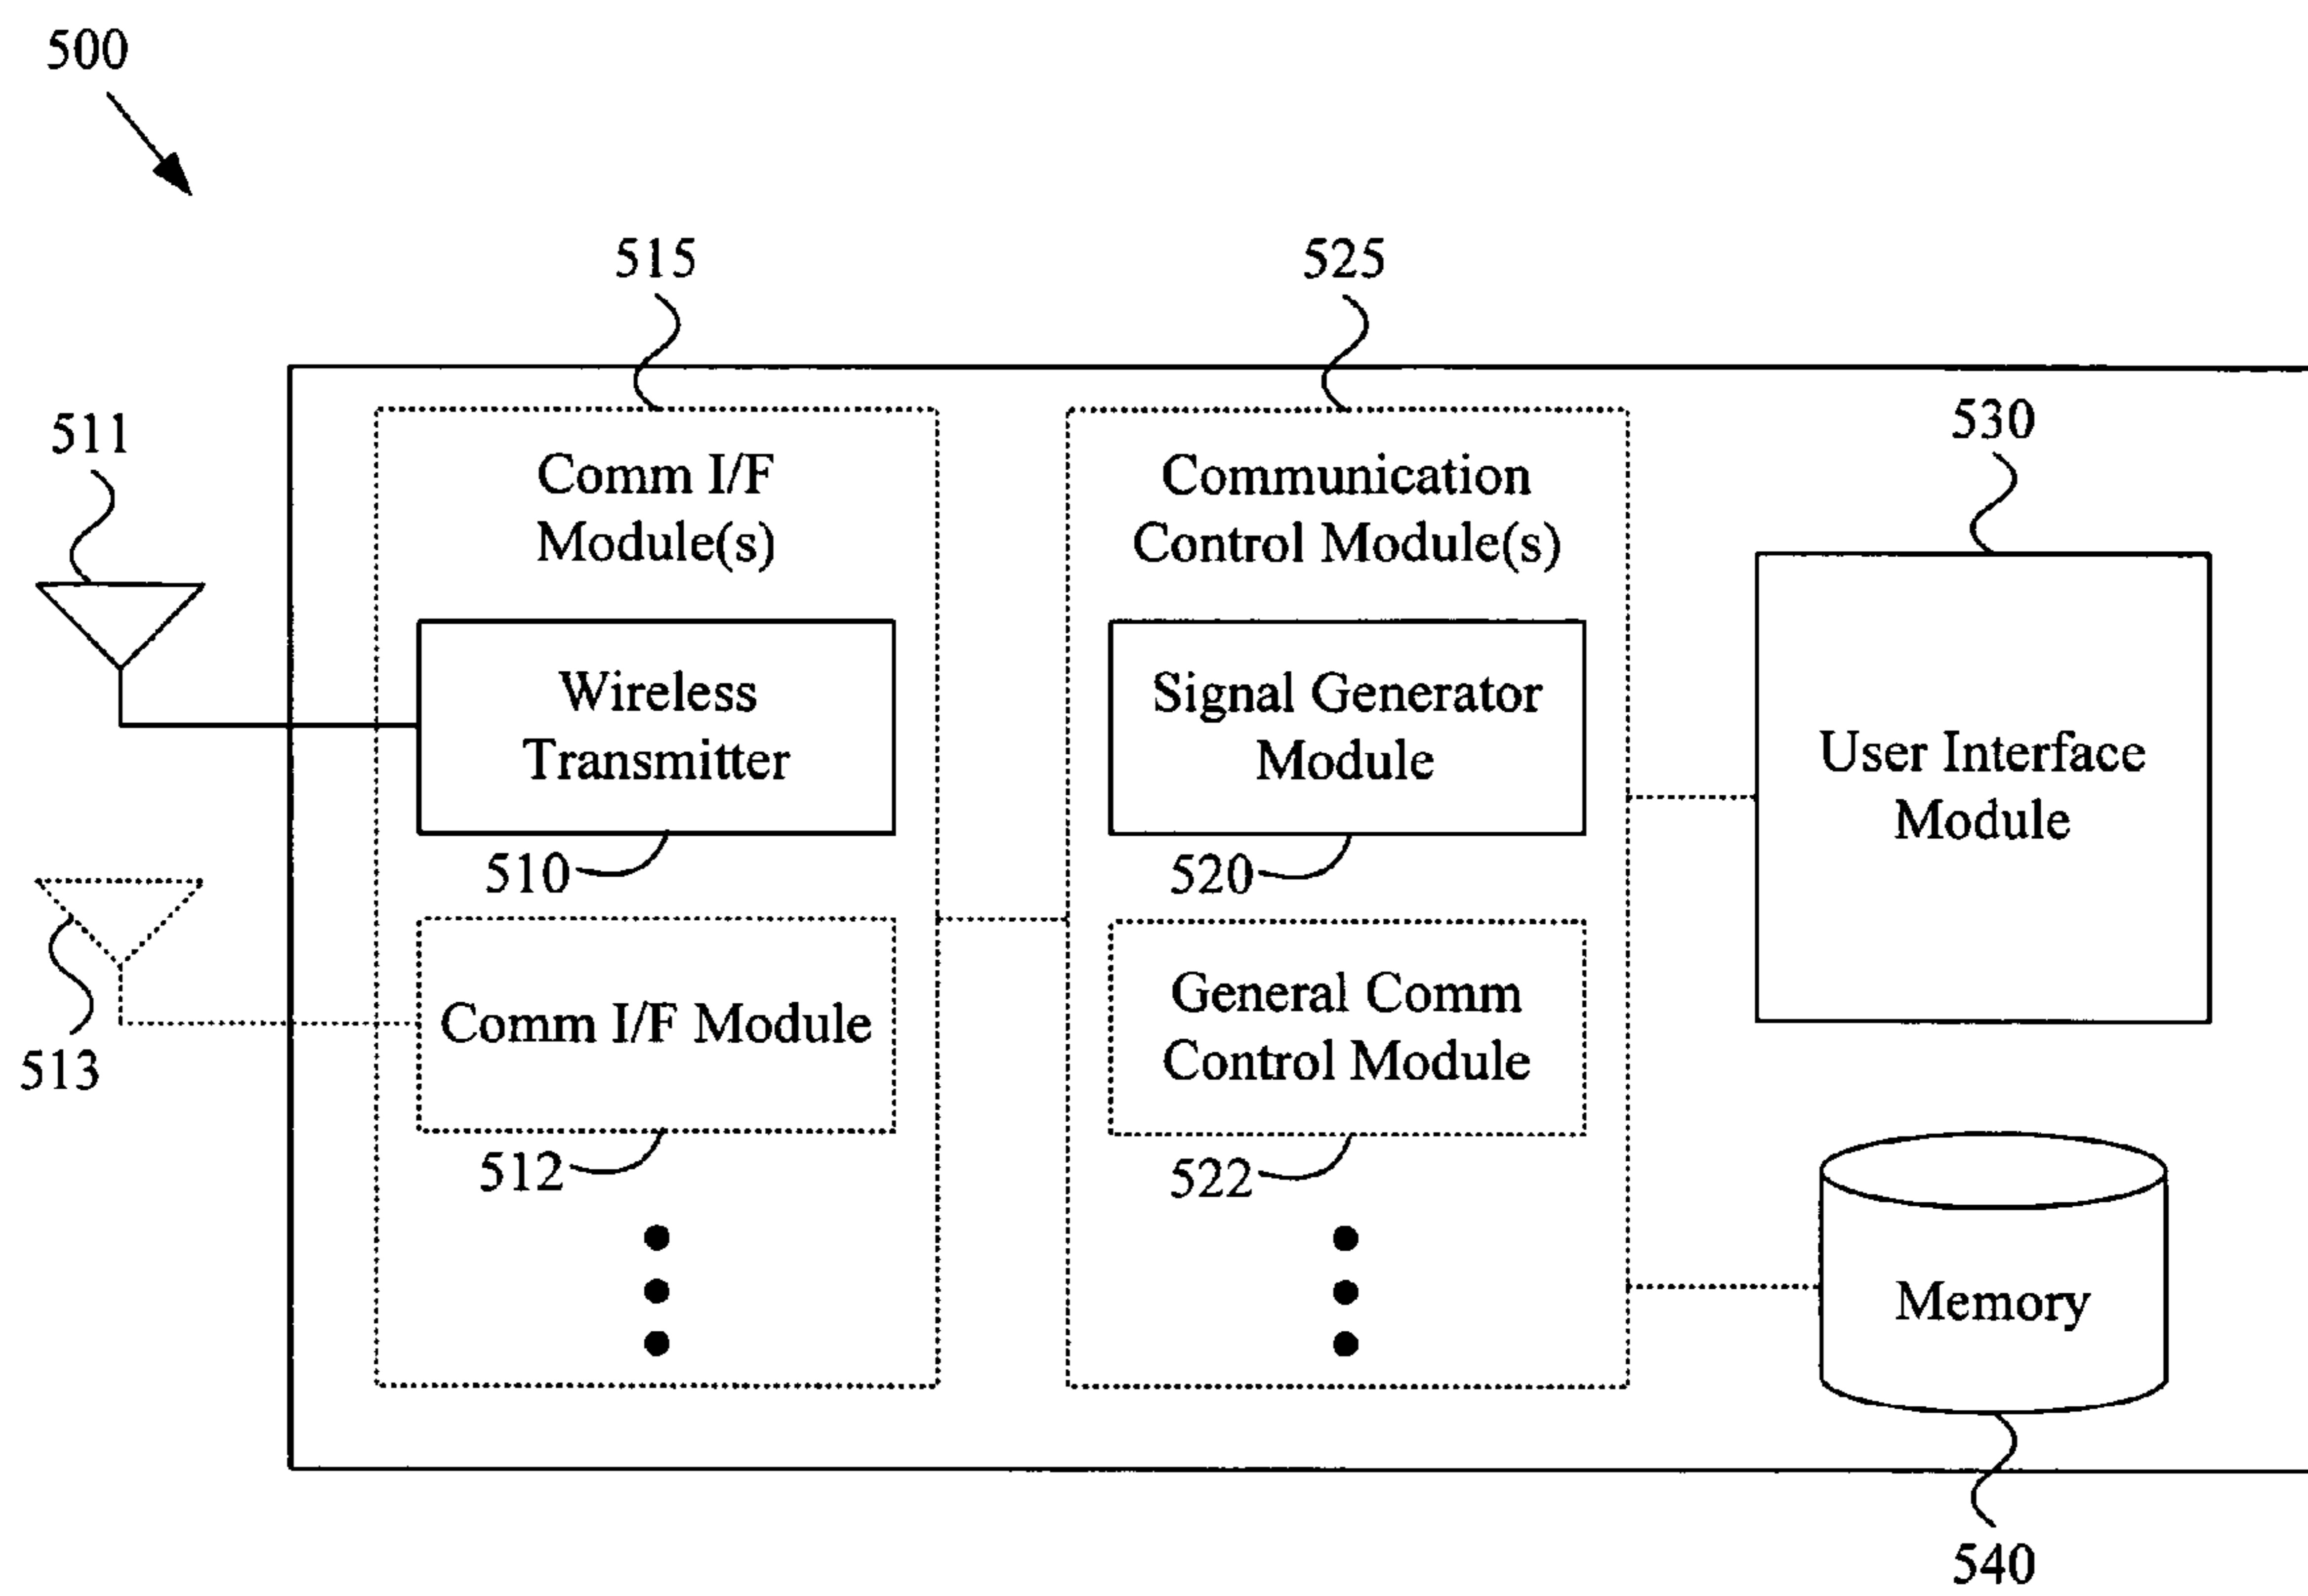 500
515
525
511
530
Comm I/F
Module(s)
Communication
Control Module(s)
Wireless
Transmitter
Signal Generator
Module
User Interface
Module
510
520
513
Comm I/F Module
General Comm
Control Module
512
522
Memory
540